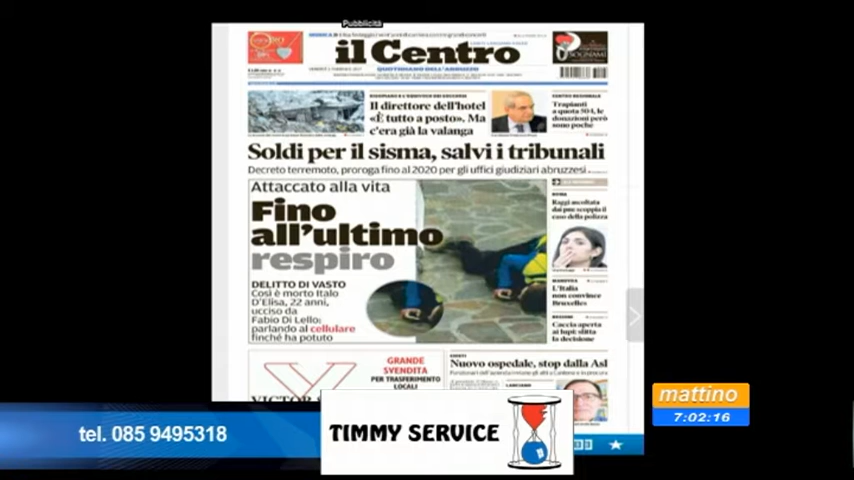 Pubblicità
il Centro
QUOTIDIANO DELL'ABRUZZO
Il direttore dell'hotel
«È tutto a posto». Ma
c'era già la valanga
Trapianti
a quota 504, le
donazioni però
sono poche
Soldi per il sisma, salvi i tribunali
Decreto terremoto, proroga fino al 2020 per gli uffici giudiziari abruzzesi
Attaccato alla vita
Fino
all'ultimo
respiro
DELITTO DI VASTO
Così è morto Italo
D'Elisa, 22 anni,
ucciso da
Fabio Di Lello:
parlando al cellulare
finché ha potuto
Raggi ascoltata
dai pm: scoppia il
caso della polizza
L'Italia
non convince
Bruxelles
Caccia aperta
ai lupi: slitta
la decisione
GRANDE
SVENDITA
PER TRASFERIMENTO
LOCALI
Nuovo ospedale, stop dalla Asl
mattino
7:02:16
tel. 085 9495318
TIMMY SERVICE